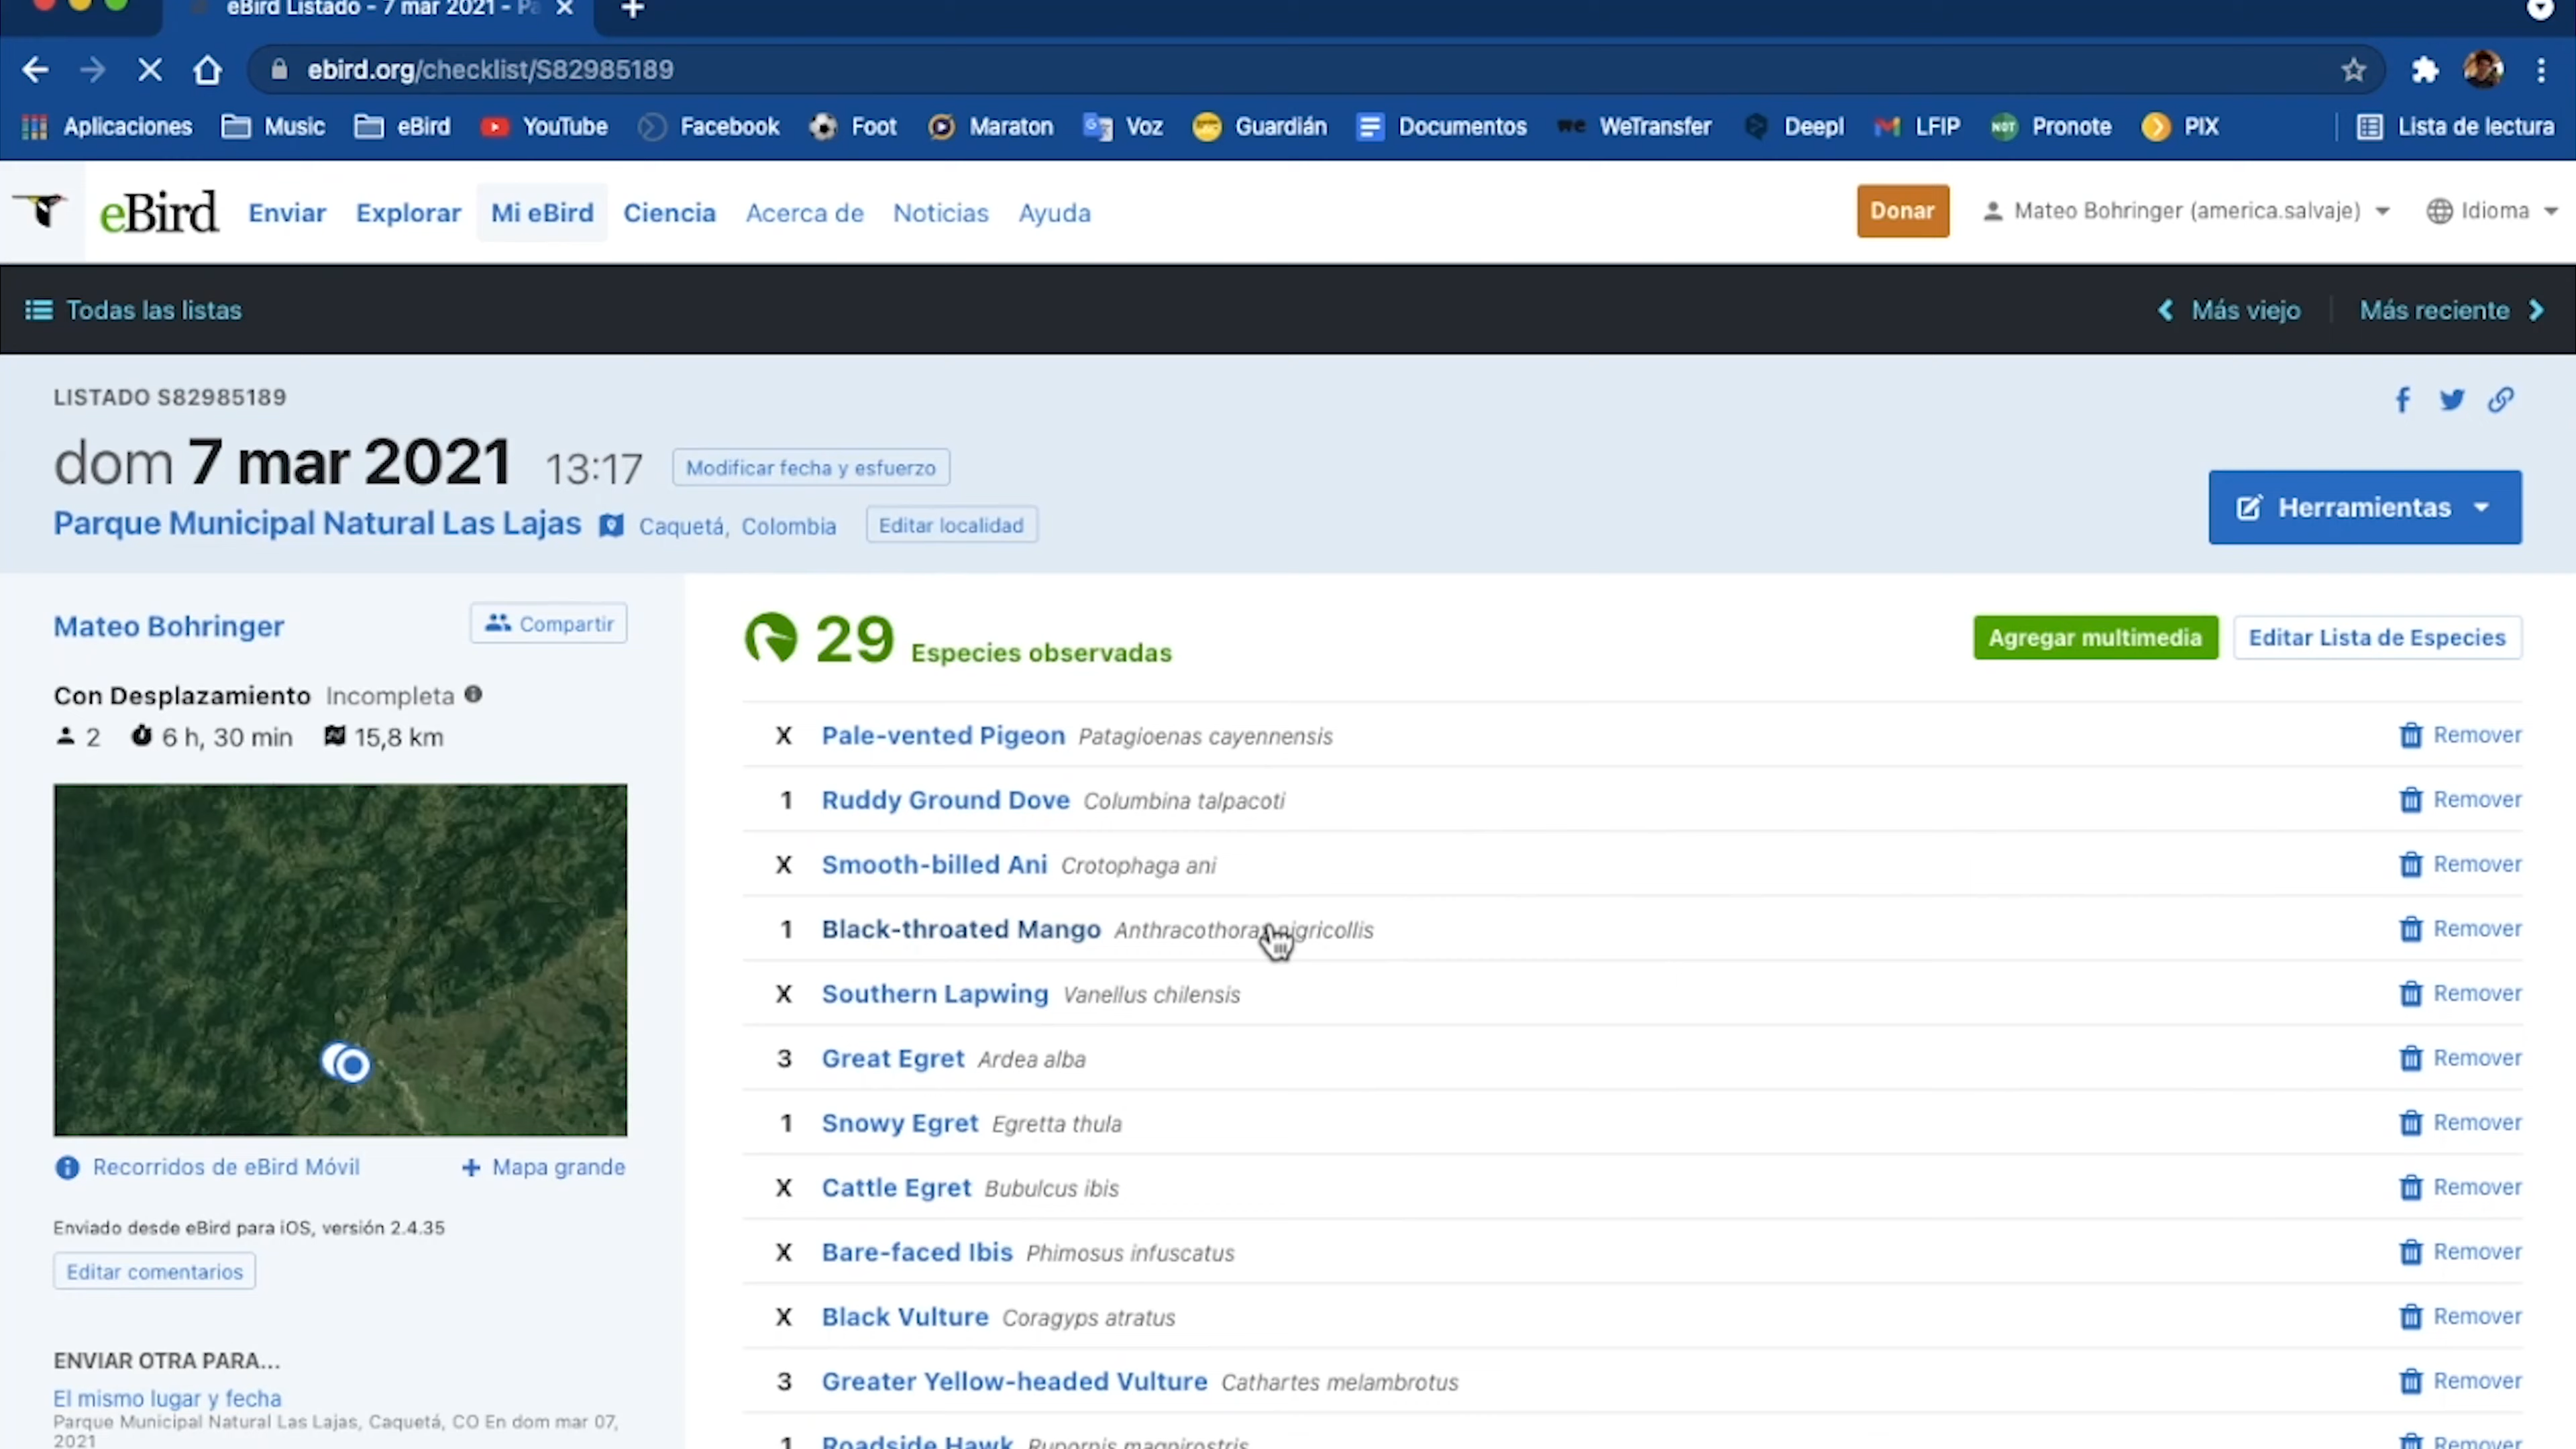 eBird Listado - 7 mar 2021 - Pa
ebird.org/checklist/S82985189
Aplicaciones Music eBird YouTube Facebook Foot Maraton Voz Guardián Documentos WeTransfer Deepl LFIP Pronote PIX Lista de lectura
eBird Enviar Explorar Mi eBird Ciencia Acerca de Noticias Ayuda Donar Mateo Bohringer (america.salvaje) Idioma
Todas las listas Más viejo Más reciente
LISTADO S82985189
dom 7 mar 2021 13:17 Modificar fecha y esfuerzo
Parque Municipal Natural Las Lajas Caquetá, Colombia Editar localidad
Herramientas
Mateo Bohringer Compartir
Con Desplazamiento Incompleta
2 6 h, 30 min 15,8 km
Recorridos de eBird Móvil + Mapa grande
Enviado desde eBird para iOS, versión 2.4.35
Editar comentarios
ENVIAR OTRA PARA...
El mismo lugar y fecha
Parque Municipal Natural Las Lajas, Caquetá, CO En dom mar 07,
2021
29 Especies observadas Agregar multimedia Editar Lista de Especies
X Pale-vented Pigeon Patagioenas cayennensis Remover
1 Ruddy Ground Dove Columbina talpacoti Remover
X Smooth-billed Ani Crotophaga ani Remover
1 Black-throated Mango Anthracothorax nigricollis Remover
X Southern Lapwing Vanellus chilensis Remover
3 Great Egret Ardea alba Remover
1 Snowy Egret Egretta thula Remover
X Cattle Egret Bubulcus ibis Remover
X Bare-faced Ibis Phimosus infuscatus Remover
X Black Vulture Coragyps atratus Remover
3 Greater Yellow-headed Vulture Cathartes melambrotus Remover
1 Roadside Hawk Rupornis magnirostris Remover